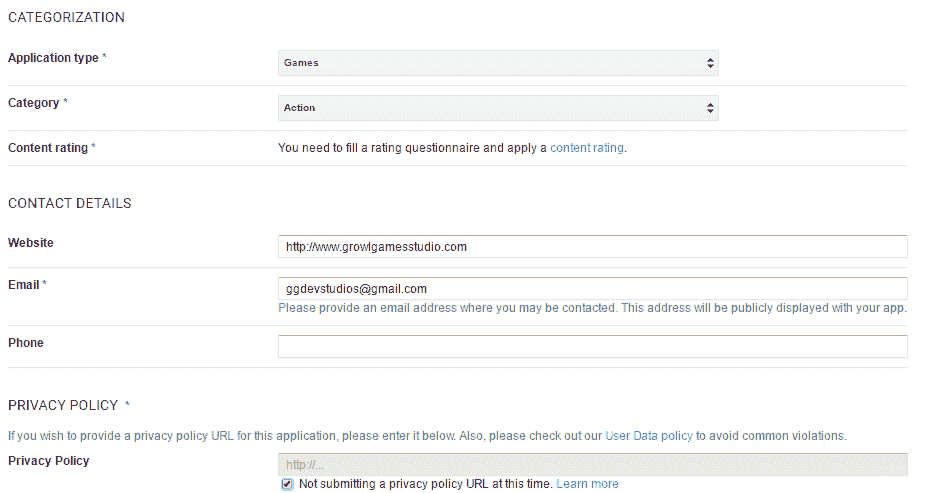 CATEGORIZATION
Application type *
Games
Category *
Action
Content rating *
You need to fill a rating questionnaire and apply a content rating.
CONTACT DETAILS
Website
http://www.growlgamesstudio.com
Email *
ggdevstudios@gmail.com
Please provide an email address where you may be contacted. This address will be publicly displayed with your app.
Phone
PRIVACY POLICY *
If you wish to provide a privacy policy URL for this application, please enter it below. Also, please check out our User Data policy to avoid common violations.
Privacy Policy
http://...
Not submitting a privacy policy URL at this time. Learn more